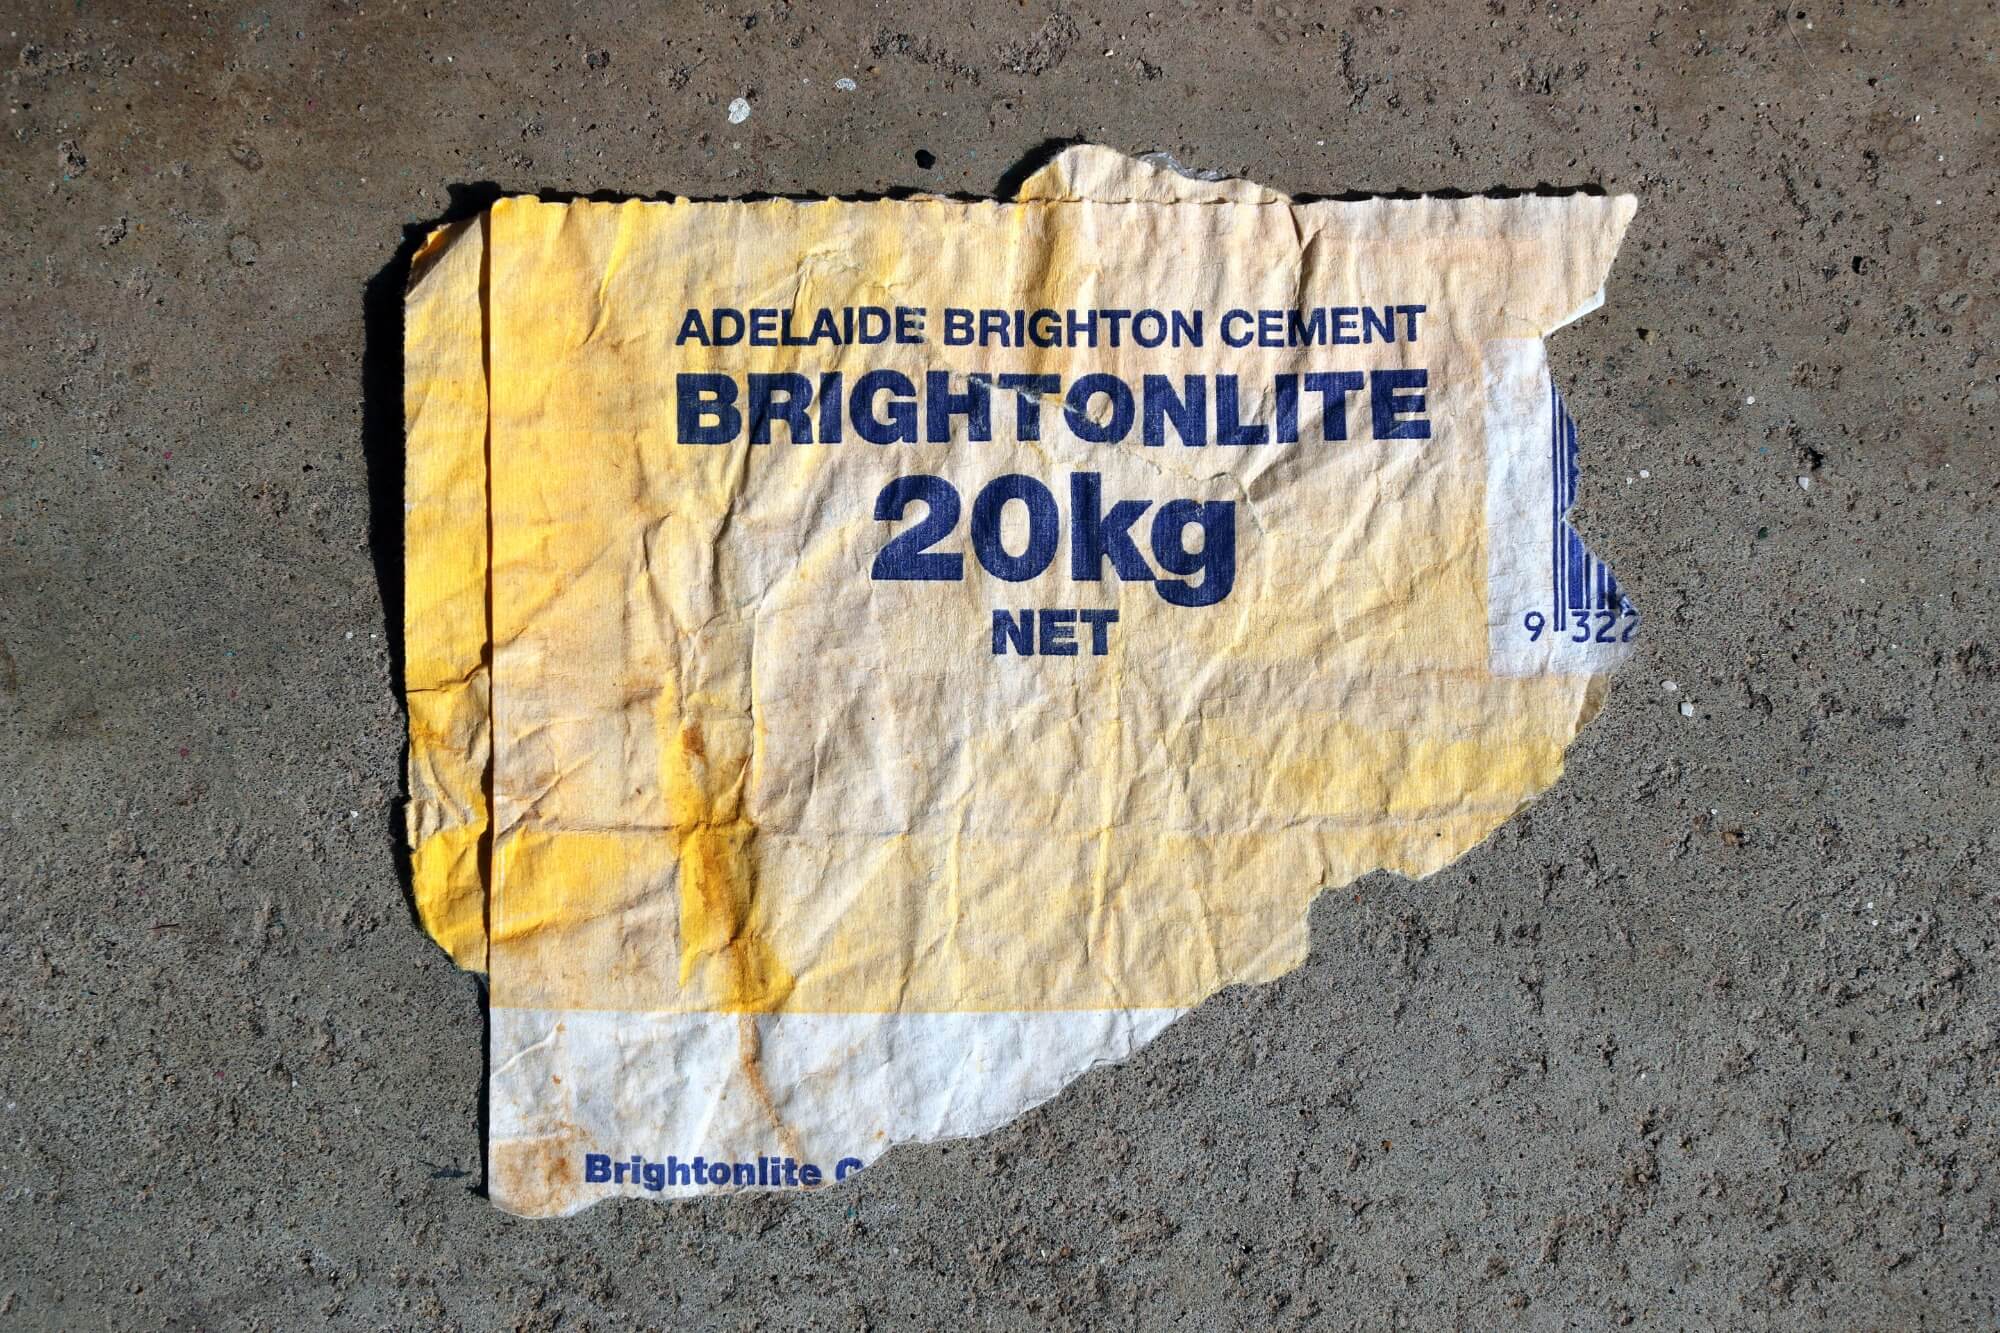 ADELAIDE BRIGHTON CEMENT
BRIGHTONLITE
20kg
NET
9 322
Brightonlite